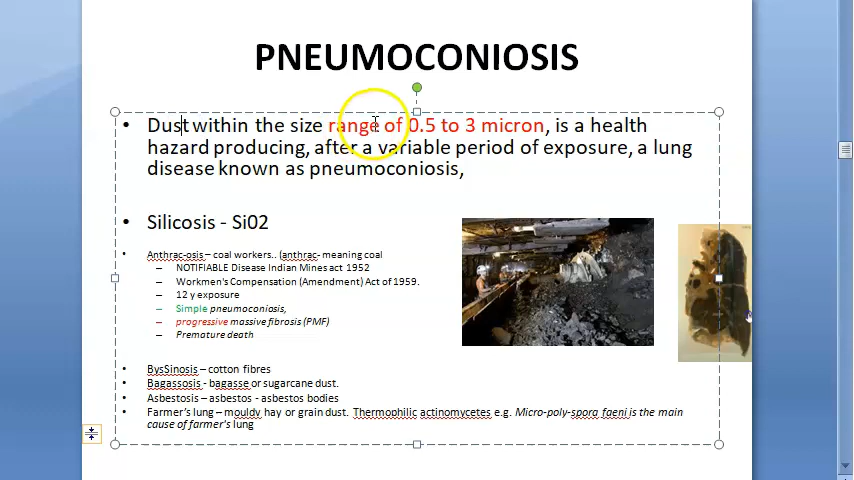 PNEUMOCONIOSIS
• Dust within the size range of 0.5 to 3 micron, is a health
hazard producing, after a variable period of exposure, a lung
disease known as pneumoconiosis,
• Silicosis - Si02
• Anthrac-osis – coal workers.. (anthrac- meaning coal
– NOTIFIABLE Disease Indian Mines act 1952
– Workmen's Compensation (Amendment) Act of 1959.
– 12 y exposure
– Simple pneumoconiosis,
– progressive massive fibrosis (PMF)
– Premature death
• BysSinosis – cotton fibres
• Bagassosis - bagasse or sugarcane dust.
• Asbestosis – asbestos - asbestos bodies
• Farmer's lung – mouldy hay or grain dust. Thermophilic actinomycetes e.g. Micro-poly-spora faeni is the main
cause of farmer's lung